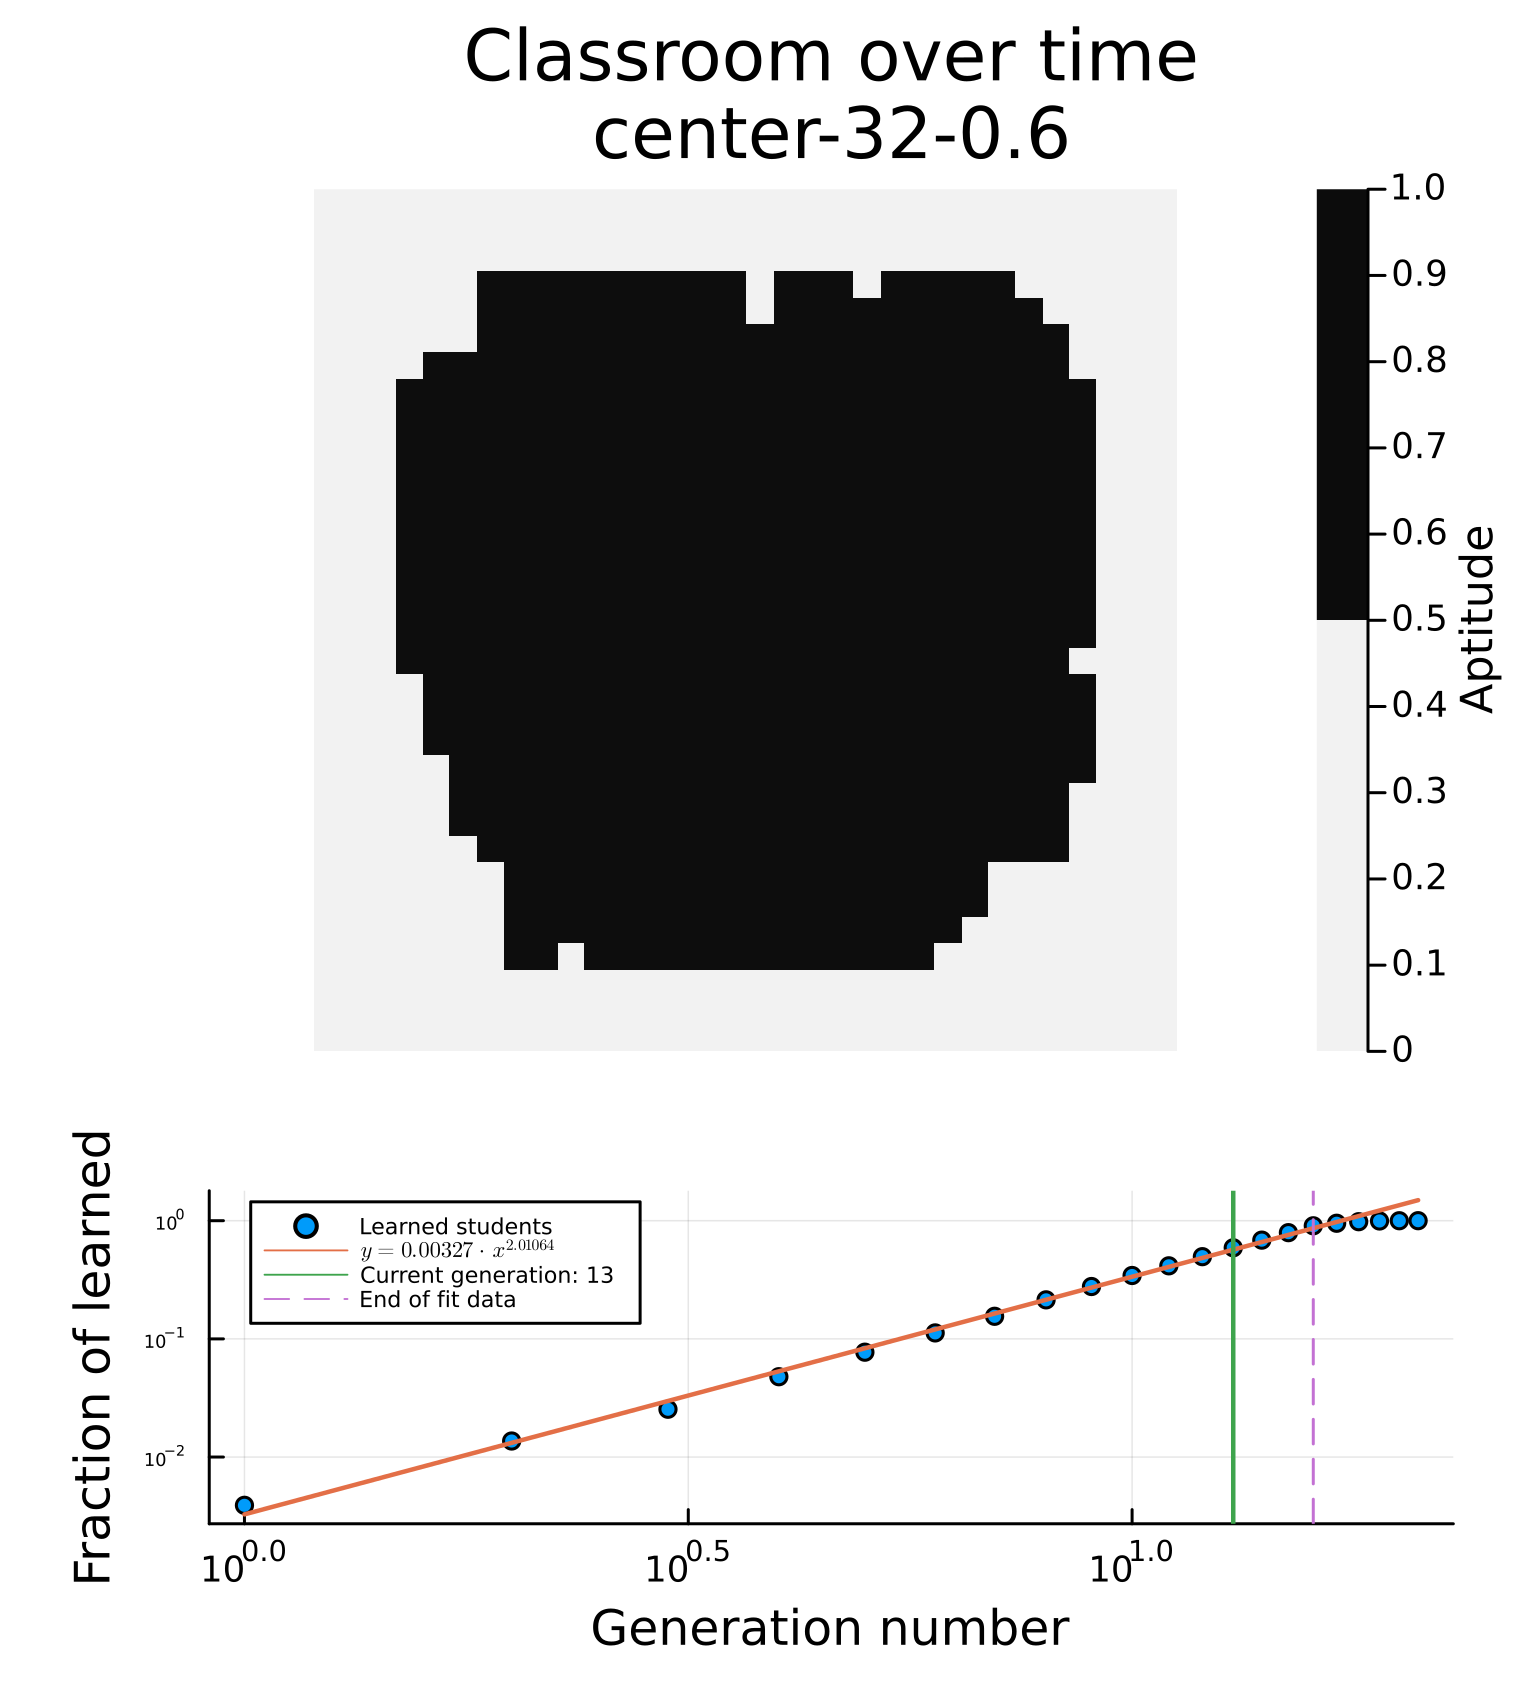 Classroom over time
center-32-0.6
1.0
0.9
0.8
0.7
0.6
0.5
0.4
0.3
0.2
0.1
0
Aptitude
Fraction of learned
10^0
10^−1
10^−2
Learned students
y = 0.00327 · x^2.01064
Current generation: 13
End of fit data
10^0.0 10^0.5 10^1.0
Generation number